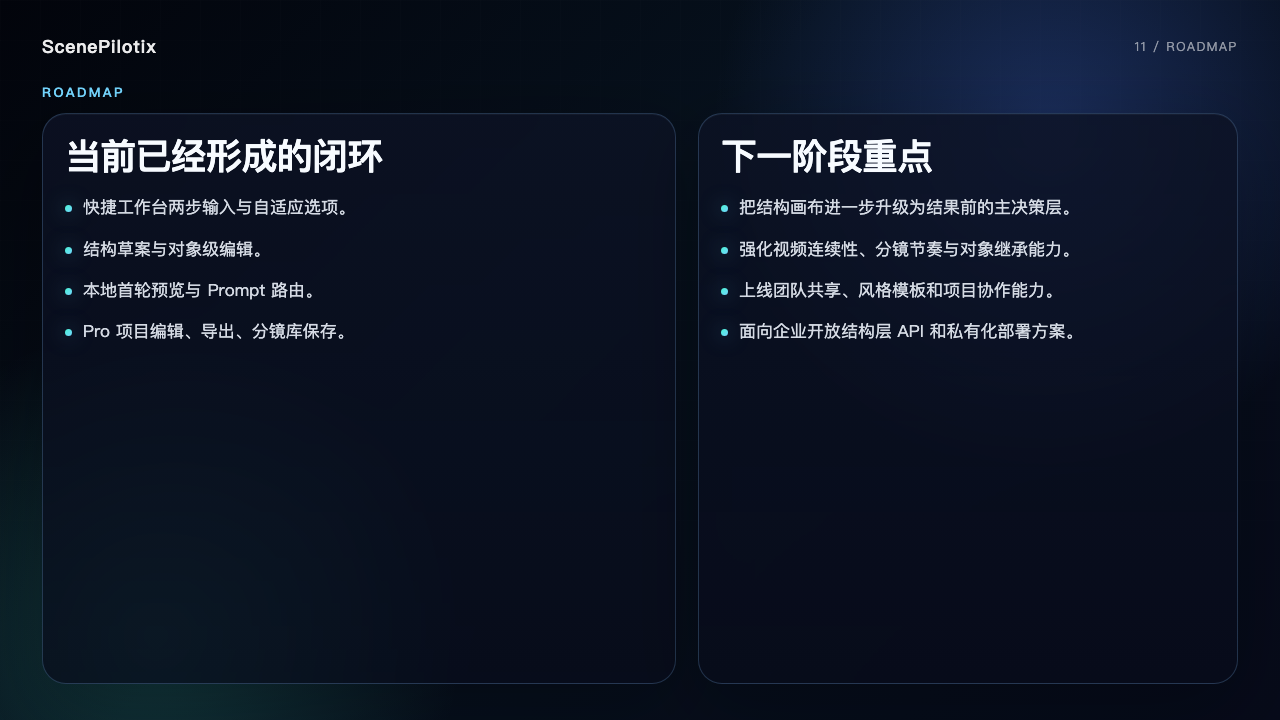 ScenePilotix
11 / ROADMAP
ROADMAP
当前已经形成的闭环
快捷工作台两步输入与自适应选项。
结构草案与对象级编辑。
本地首轮预览与 Prompt 路由。
Pro 项目编辑、导出、分镜库保存。
下一阶段重点
把结构画布进一步升级为结果前的主决策层。
强化视频连续性、分镜节奏与对象继承能力。
上线团队共享、风格模板和项目协作能力。
面向企业开放结构层 API 和私有化部署方案。